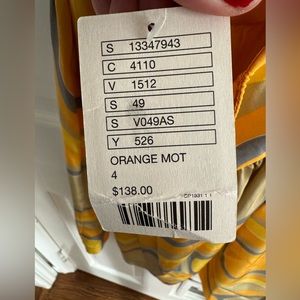 S 13347943
C 4110
V 1512
S 49
S V049AS
Y 526
ORANGE MOT
4
$138.00